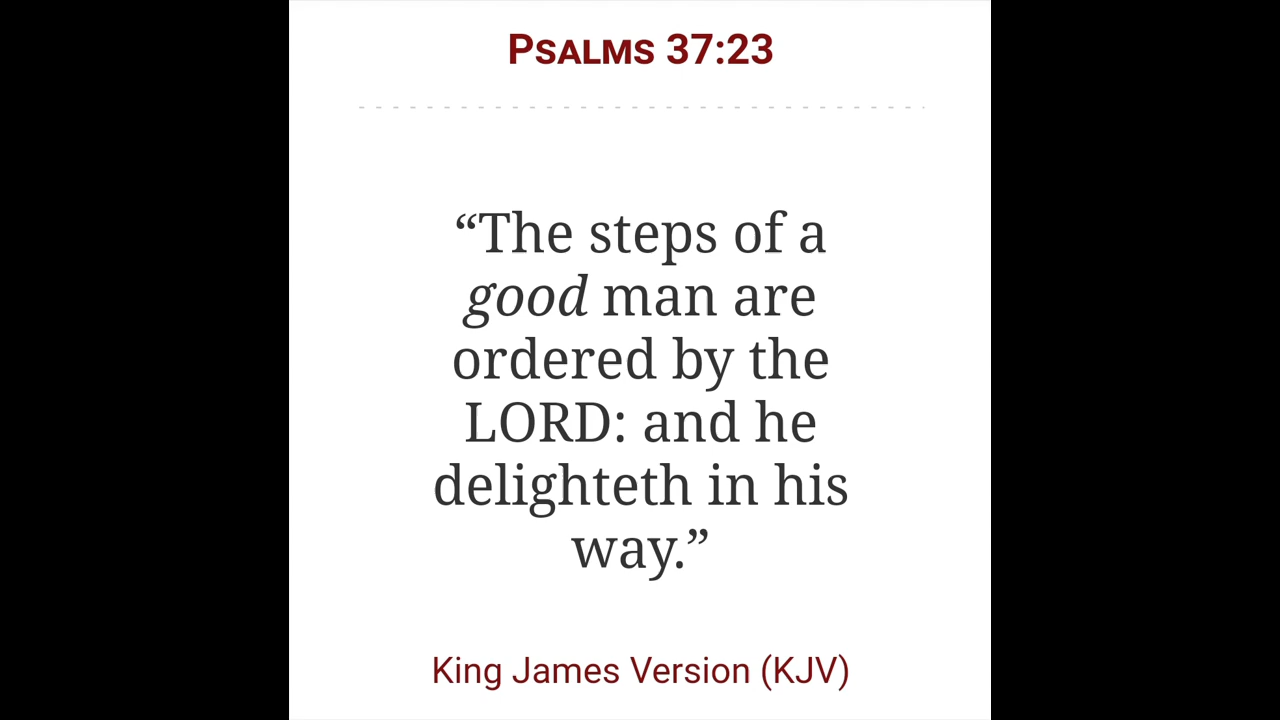 Psalms 37:23
“The steps of a
good man are
ordered by the
LORD: and he
delighteth in his
way.”
King James Version (KJV)